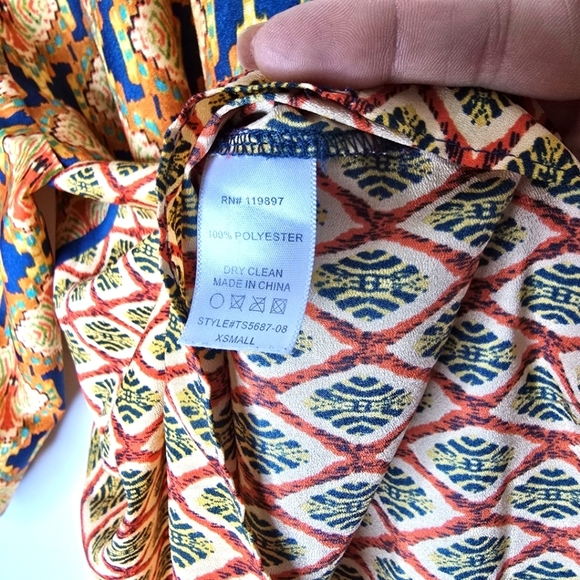 RN# 119897
100% POLYESTER
DRY CLEAN
MADE IN CHINA
STYLE#TS5687-08
XSMALL